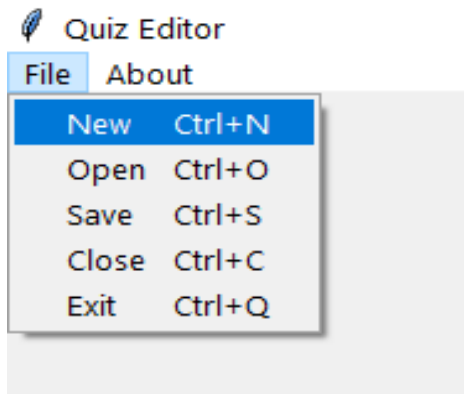 Quiz Editor
File About
New Ctrl+N
Open Ctrl+O
Save Ctrl+S
Close Ctrl+C
Exit Ctrl+Q